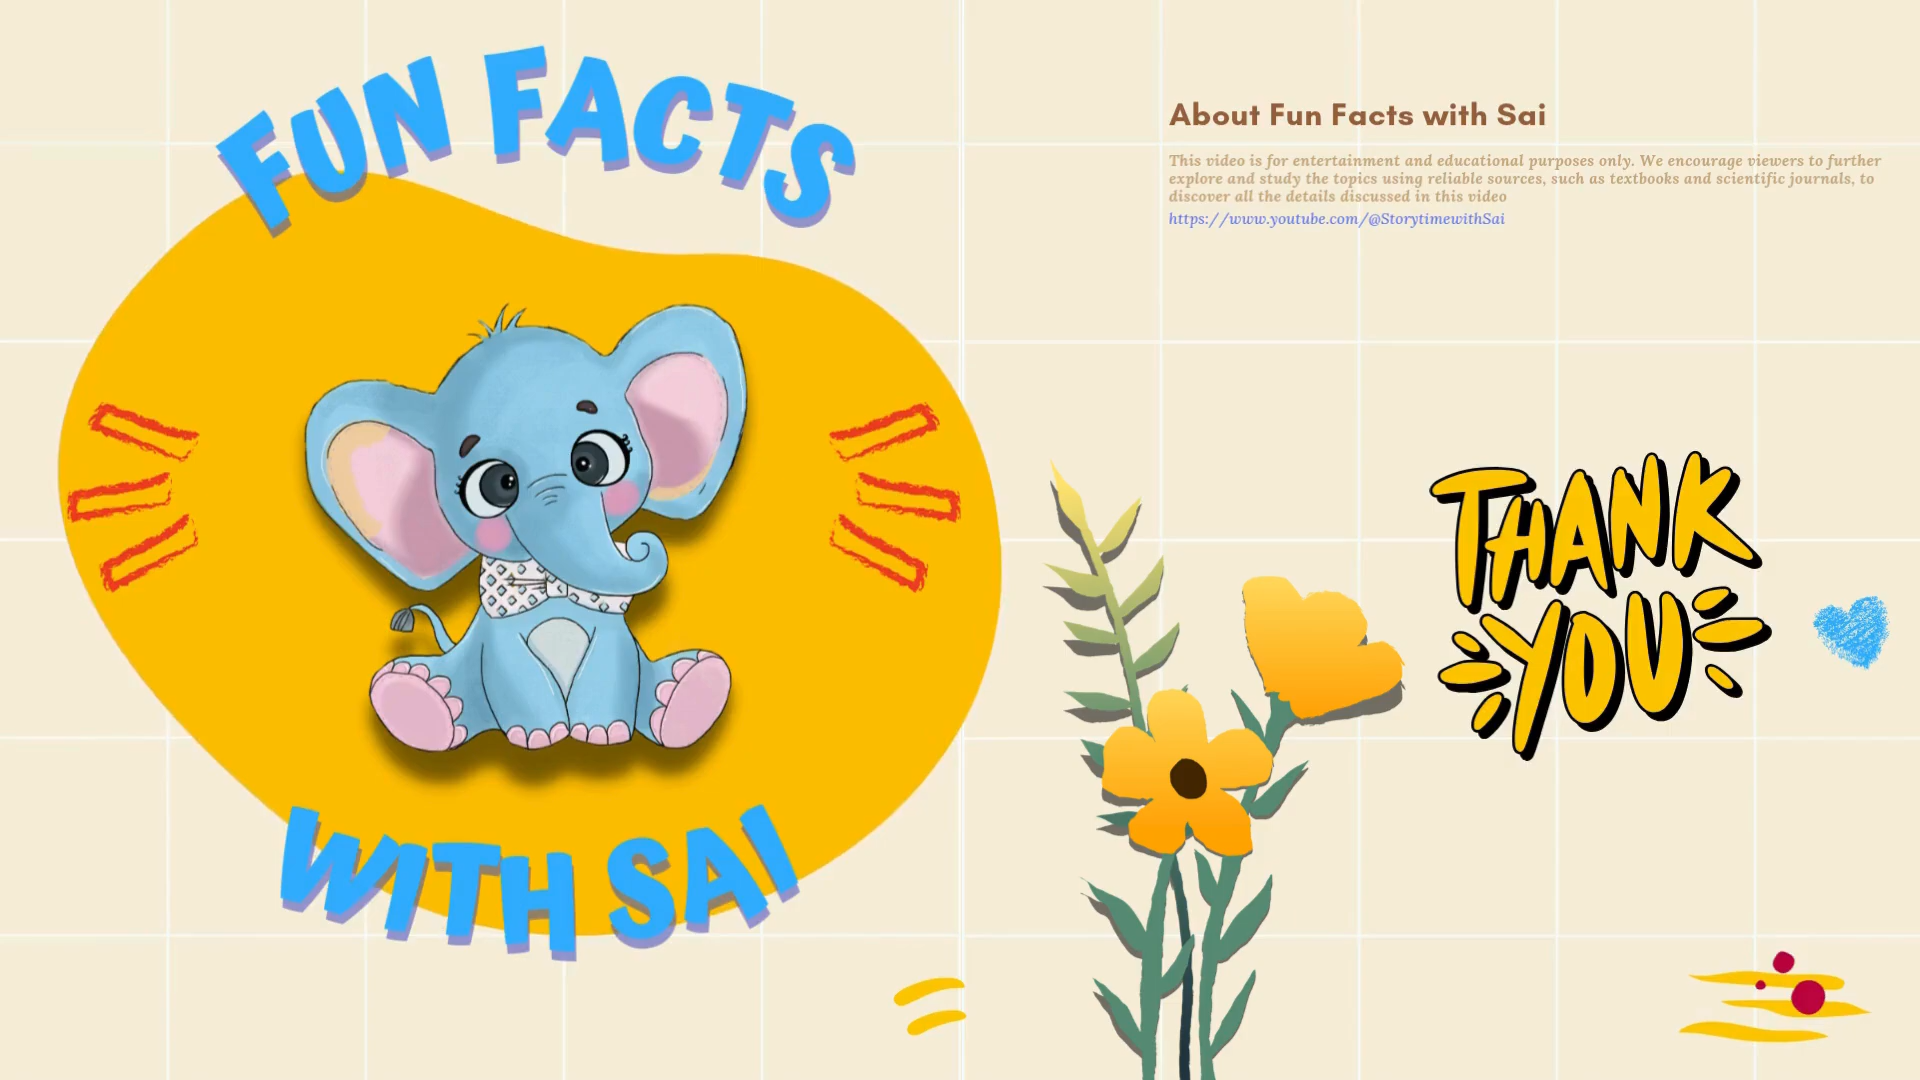 FUN FACTS
WITH SAI
About Fun Facts with Sai
This video is for entertainment and educational purposes only. We encourage viewers to further
explore and study the topics using reliable sources, such as textbooks and scientific journals, to
discover all the details discussed in this video
https://www.youtube.com/@StorytimewithSai
THANK
YOU